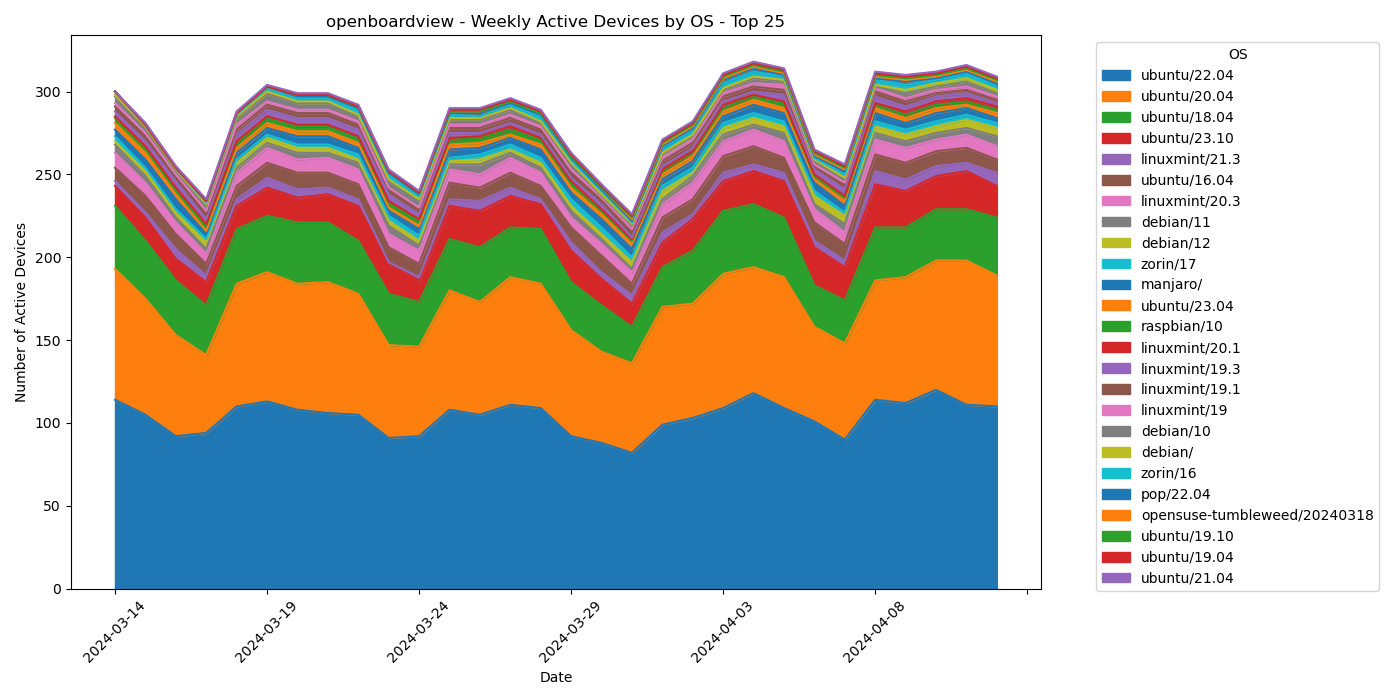 openboardview - Weekly Active Devices by OS - Top 25
Number of Active Devices
300
250
200
150
100
50
0
2024-03-14
2024-03-19
2024-03-24
2024-03-29
2024-04-03
2024-04-08
Date
OS
ubuntu/22.04
ubuntu/20.04
ubuntu/18.04
ubuntu/23.10
linuxmint/21.3
ubuntu/16.04
linuxmint/20.3
debian/11
debian/12
zorin/17
manjaro/
ubuntu/23.04
raspbian/10
linuxmint/20.1
linuxmint/19.3
linuxmint/19.1
linuxmint/19
debian/10
debian/
zorin/16
pop/22.04
opensuse-tumbleweed/20240318
ubuntu/19.10
ubuntu/19.04
ubuntu/21.04